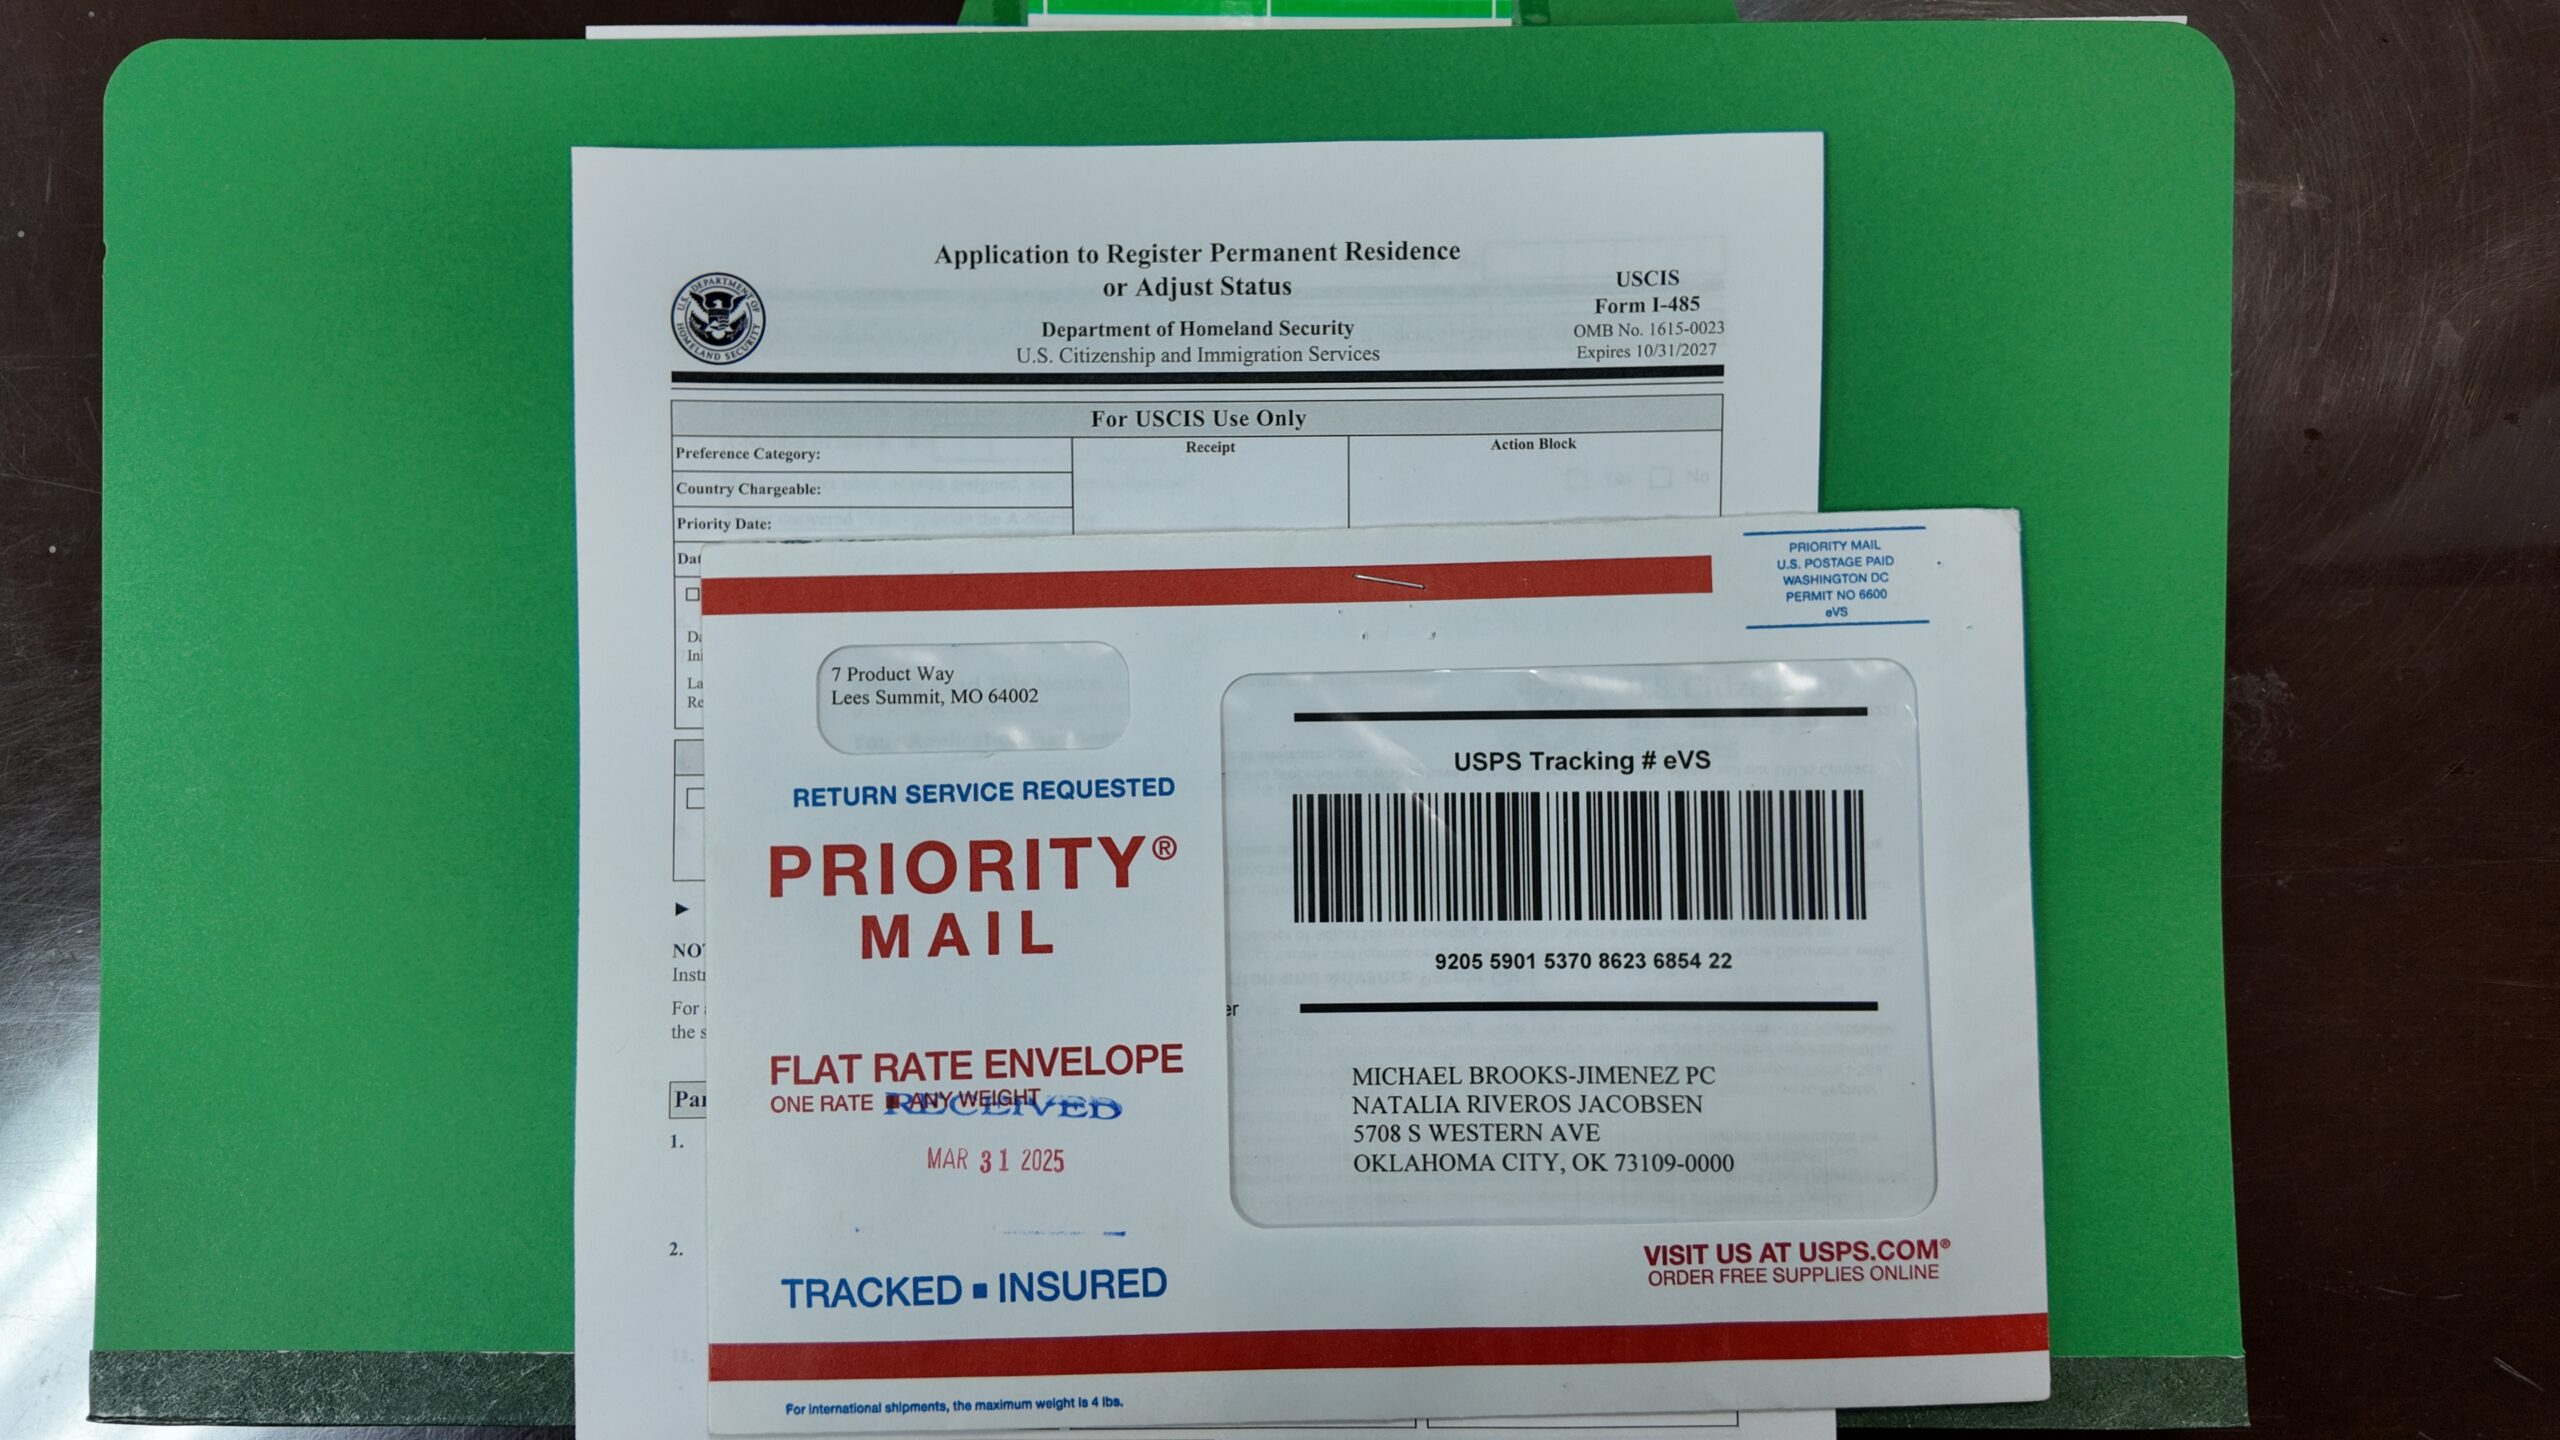 Application to Register Permanent Residence
or Adjust Status
Department of Homeland Security
U.S. Citizenship and Immigration Services
USCIS
Form I-485
OMB No. 1615-0023
Expires 10/31/2027
U.S. DEPARTMENT OF HOMELAND SECURITY
For USCIS Use Only
Preference Category:
Receipt
Action Block
Country Chargeable:
Priority Date:
1.
2.
PRIORITY MAIL
U.S. POSTAGE PAID
WASHINGTON DC
PERMIT NO 6600
eVS
7 Product Way
Lees Summit, MO 64002
RETURN SERVICE REQUESTED
PRIORITY®
MAIL
FLAT RATE ENVELOPE
ONE RATE ■ ANY WEIGHT
RECEIVED
MAR 31 2025
TRACKED ■ INSURED
For international shipments, the maximum weight is 4 lbs.
USPS Tracking # eVS
9205 5901 5370 8623 6854 22
MICHAEL BROOKS-JIMENEZ PC
NATALIA RIVEROS JACOBSEN
5708 S WESTERN AVE
OKLAHOMA CITY, OK 73109-0000
VISIT US AT USPS.COM®
ORDER FREE SUPPLIES ONLINE